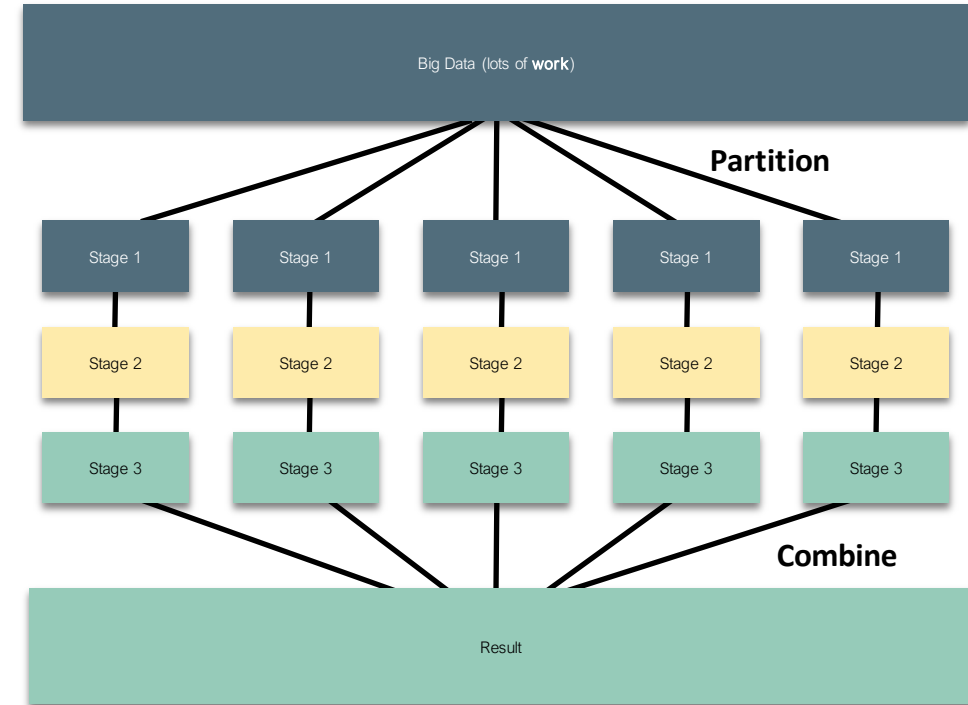 Big Data (lots of work)
Partition
Stage 1 Stage 1 Stage 1 Stage 1 Stage 1
Stage 2 Stage 2 Stage 2 Stage 2 Stage 2
Stage 3 Stage 3 Stage 3 Stage 3 Stage 3
Combine
Result